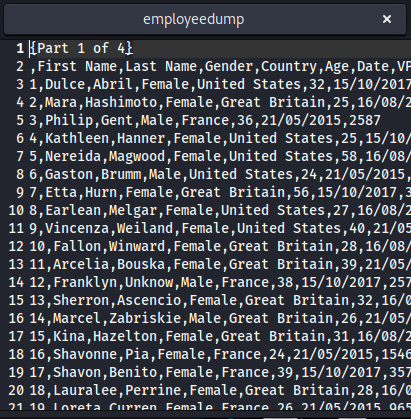 employeedump ×
1 {Part 1 of 4}
2 ,First Name,Last Name,Gender,Country,Age,Date,VP
3 1,Dulce,Abril,Female,United States,32,15/10/2017
4 2,Mara,Hashimoto,Female,Great Britain,25,16/08/2
5 3,Philip,Gent,Male,France,36,21/05/2015,2587
6 4,Kathleen,Hanner,Female,United States,25,15/10/
7 5,Nereida,Magwood,Female,United States,58,16/08/
8 6,Gaston,Brumm,Male,United States,24,21/05/2015,
9 7,Etta,Hurn,Female,Great Britain,56,15/10/2017,3
10 8,Earlean,Melgar,Female,United States,27,16/08/2
11 9,Vincenza,Weiland,Female,United States,40,21/05
12 10,Fallon,Winward,Female,Great Britain,28,16/08/
13 11,Arcelia,Bouska,Female,Great Britain,39,21/05/
14 12,Franklyn,Unknow,Male,France,38,15/10/2017,257
15 13,Sherron,Ascencio,Female,Great Britain,32,16/0
16 14,Marcel,Zabriskie,Male,Great Britain,26,21/05/
17 15,Kina,Hazelton,Female,Great Britain,31,16/08/2
18 16,Shavonne,Pia,Female,France,24,21/05/2015,1546
19 17,Shavon,Benito,Female,France,39,15/10/2017,357
20 18,Lauralee,Perrine,Female,Great Britain,28,16/0
21 19,Loreta,Curren,Female,France,26,21/05/2015,965